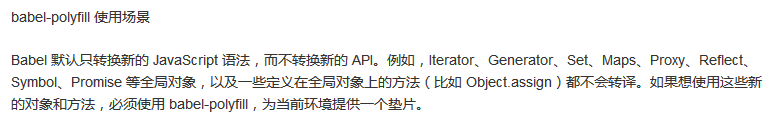 babel-polyfill 使用场景
Babel 默认只转换新的 JavaScript 语法，而不转换新的 API。例如，Iterator、Generator、Set、Maps、Proxy、Reflect、
Symbol、Promise 等全局对象，以及一些定义在全局对象上的方法（比如 Object.assign）都不会转译。如果想使用这些新
的对象和方法，必须使用 babel-polyfill，为当前环境提供一个垫片。